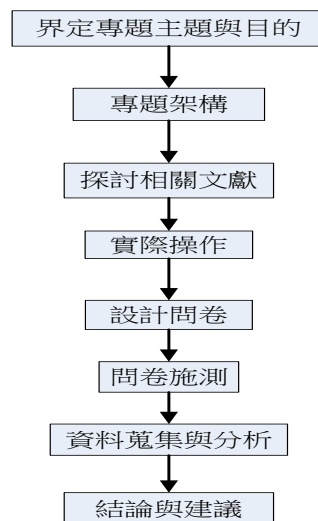 界定專題主題與目的
專題架構
探討相關文獻
實際操作
設計問卷
問卷施測
資料蒐集與分析
結論與建議